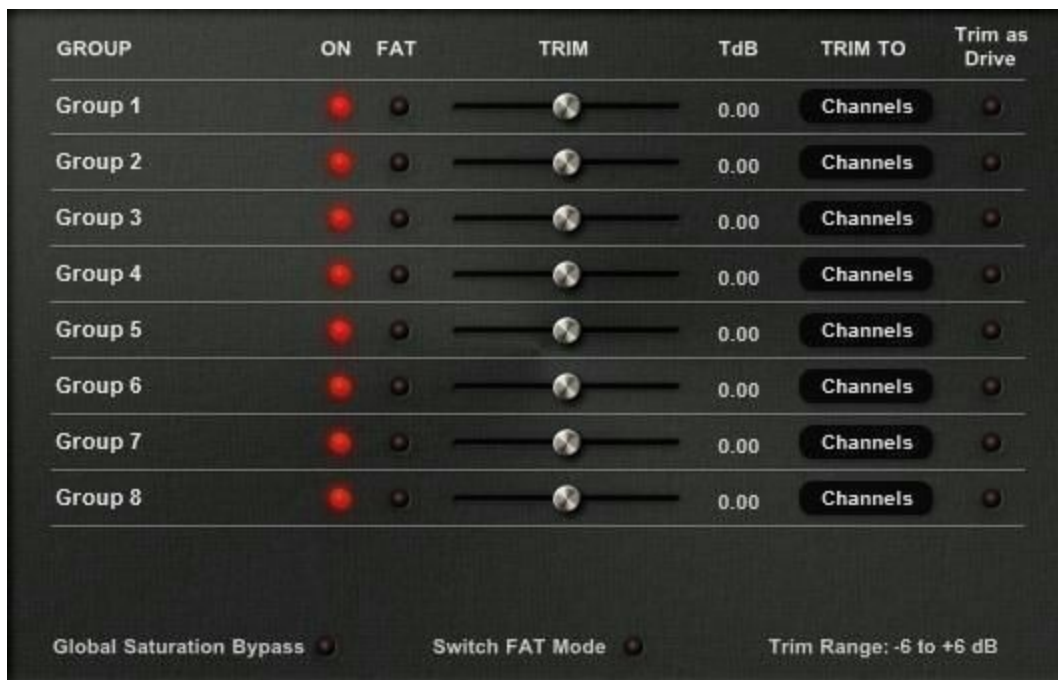 GROUP ON FAT TRIM TdB TRIM TO Trim as Drive
Group 1 0.00 Channels
Group 2 0.00 Channels
Group 3 0.00 Channels
Group 4 0.00 Channels
Group 5 0.00 Channels
Group 6 0.00 Channels
Group 7 0.00 Channels
Group 8 0.00 Channels
Global Saturation Bypass Switch FAT Mode Trim Range: -6 to +6 dB